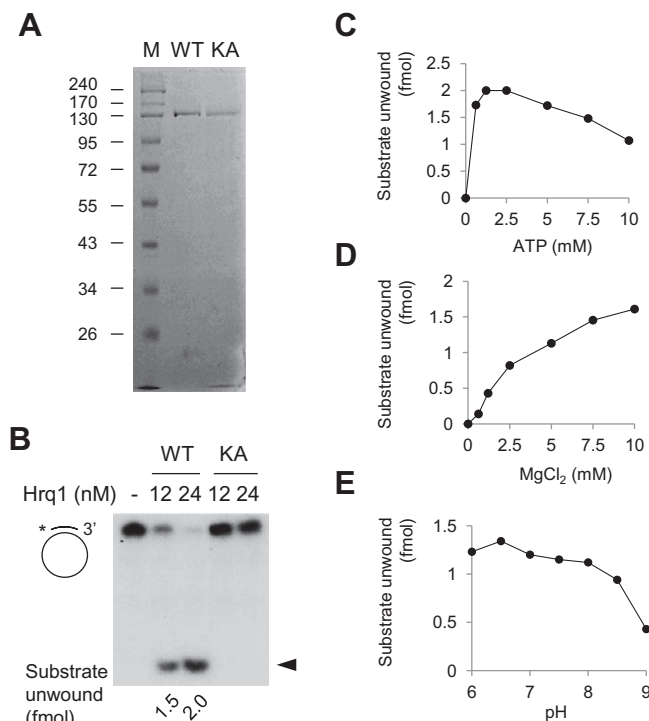 A
M WT KA
240
170
130
95
72
55
43
34
26
B
WT KA
Hrq1 (nM) - 12 24 12 24
* 3'
Substrate
unwound
(fmol)
1.5 2.0
C
Substrate unwound
(fmol)
2.5
2
1.5
1
0.5
0
0 2.5 5 7.5 10
ATP (mM)
D
Substrate unwound
(fmol)
2
1.5
1
0.5
0
0 2.5 5 7.5 10
MgCl₂ (mM)
E
Substrate unwound
(fmol)
1.5
1
0.5
0
6 7 8 9
pH